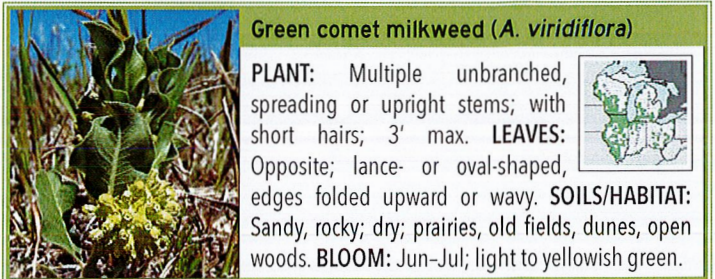 Green comet milkweed (A. viridiflora)
PLANT: Multiple unbranched,
spreading or upright stems; with
short hairs; 3' max. LEAVES:
Opposite; lance- or oval-shaped,
edges folded upward or wavy. SOILS/HABITAT:
Sandy, rocky; dry; prairies, old fields, dunes, open
woods. BLOOM: Jun–Jul; light to yellowish green.